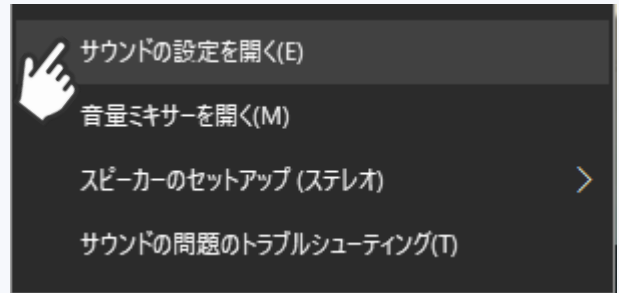 サウンドの設定を開く(E)
音量ミキサーを開く(M)
スピーカーのセットアップ (ステレオ)
サウンドの問題のトラブルシューティング(T)